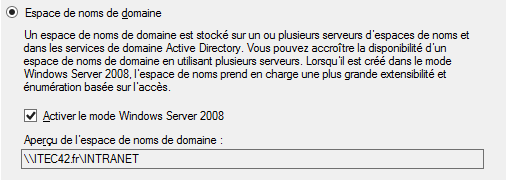 Espace de noms de domaine
Un espace de noms de domaine est stocké sur un ou plusieurs serveurs d'espaces de noms et
dans les services de domaine Active Directory. Vous pouvez accroître la disponibilité d'un
espace de noms de domaine en utilisant plusieurs serveurs. Lorsqu'il est créé dans le mode
Windows Server 2008, l'espace de noms prend en charge une plus grande extensibilité et
énumération basée sur l'accès.
Activer le mode Windows Server 2008
Aperçu de l'espace de noms de domaine :
\\ITEC42.fr\INTRANET